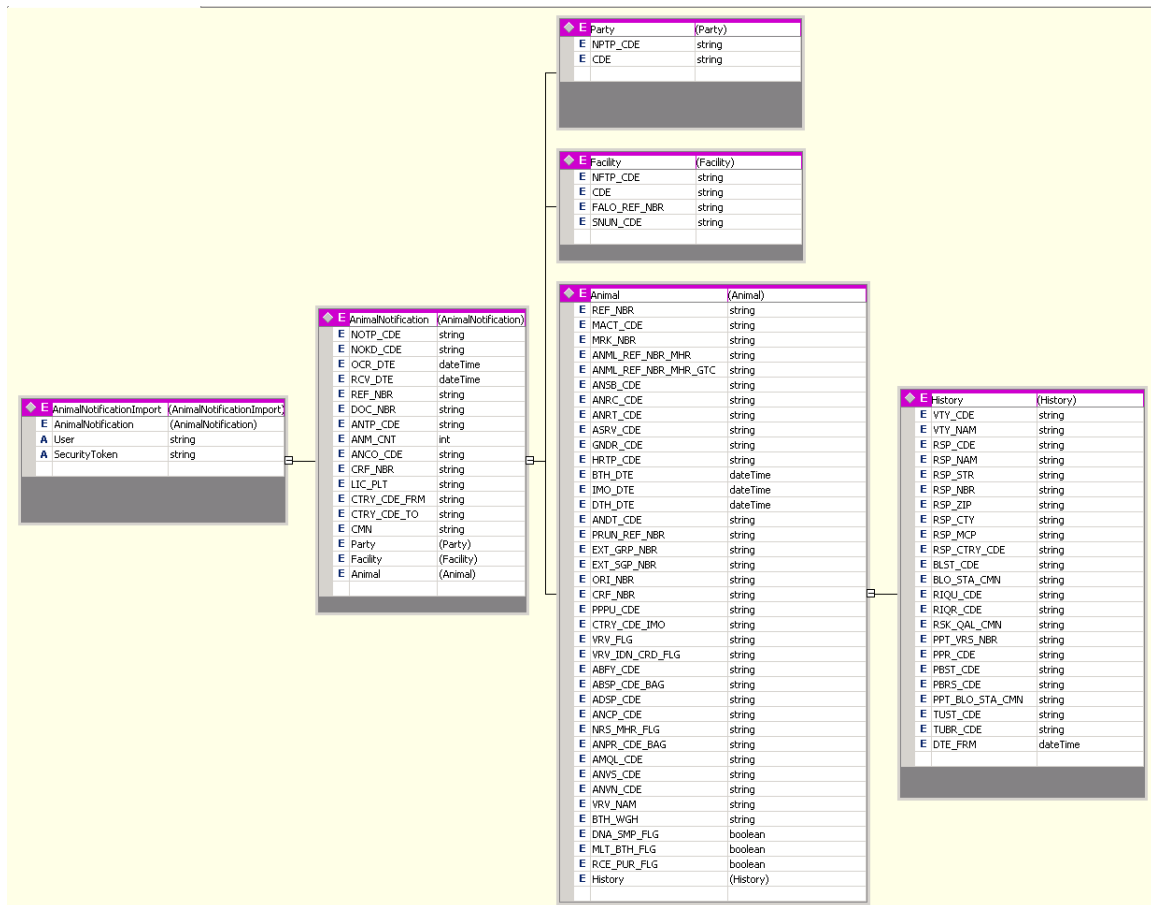 E Party (Party)
E NPTP_CDE string
E CDE string
E Facility (Facility)
E NFTP_CDE string
E CDE string
E FALO_REF_NBR string
E SNUN_CDE string
E Animal (Animal)
E REF_NBR string
E MACT_CDE string
E MRK_NBR string
E ANML_REF_NBR_MHR string
E ANML_REF_NBR_MHR_GTC string
E ANSB_CDE string
E ANRC_CDE string
E ANRT_CDE string
E ASRV_CDE string
E GNDR_CDE string
E HRTP_CDE string
E BTH_DTE dateTime
E IMO_DTE dateTime
E DTH_DTE dateTime
E ANDT_CDE string
E PRUN_REF_NBR string
E EXT_GRP_NBR string
E EXT_SGP_NBR string
E ORI_NBR string
E CRF_NBR string
E PPPU_CDE string
E CTRY_CDE_IMO string
E VRV_FLG string
E VRV_IDN_CRD_FLG string
E ABFY_CDE string
E ABSP_CDE_BAG string
E ADSP_CDE string
E ANCP_CDE string
E NRS_MHR_FLG string
E ANPR_CDE_BAG string
E AMQL_CDE string
E ANVS_CDE string
E ANVN_CDE string
E VRV_NAM string
E BTH_WGH string
E DNA_SMP_FLG boolean
E MLT_BTH_FLG boolean
E RCE_PUR_FLG boolean
E History (History)
E AnimalNotification (AnimalNotification)
E NOTP_CDE string
E NOKD_CDE string
E OCR_DTE dateTime
E RCV_DTE dateTime
E REF_NBR string
E DOC_NBR string
E ANTP_CDE string
E ANM_CNT int
E ANCO_CDE string
E CRF_NBR string
E LIC_PLT string
E CTRY_CDE_FRM string
E CTRY_CDE_TO string
E CMN string
E Party (Party)
E Facility (Facility)
E Animal (Animal)
E AnimalNotificationImport (AnimalNotificationImport)
E AnimalNotification (AnimalNotification)
A User string
A SecurityToken string
E History (History)
E VTY_CDE string
E VTY_NAM string
E RSP_CDE string
E RSP_NAM string
E RSP_STR string
E RSP_NBR string
E RSP_ZIP string
E RSP_CTY string
E RSP_MCP string
E RSP_CTRY_CDE string
E BLST_CDE string
E BLO_STA_CMN string
E RIQU_CDE string
E RIQR_CDE string
E RSK_QAL_CMN string
E PPT_VRS_NBR string
E PPR_CDE string
E PBST_CDE string
E PBRS_CDE string
E PPT_BLO_STA_CMN string
E TUST_CDE string
E TUBR_CDE string
E DTE_FRM dateTime